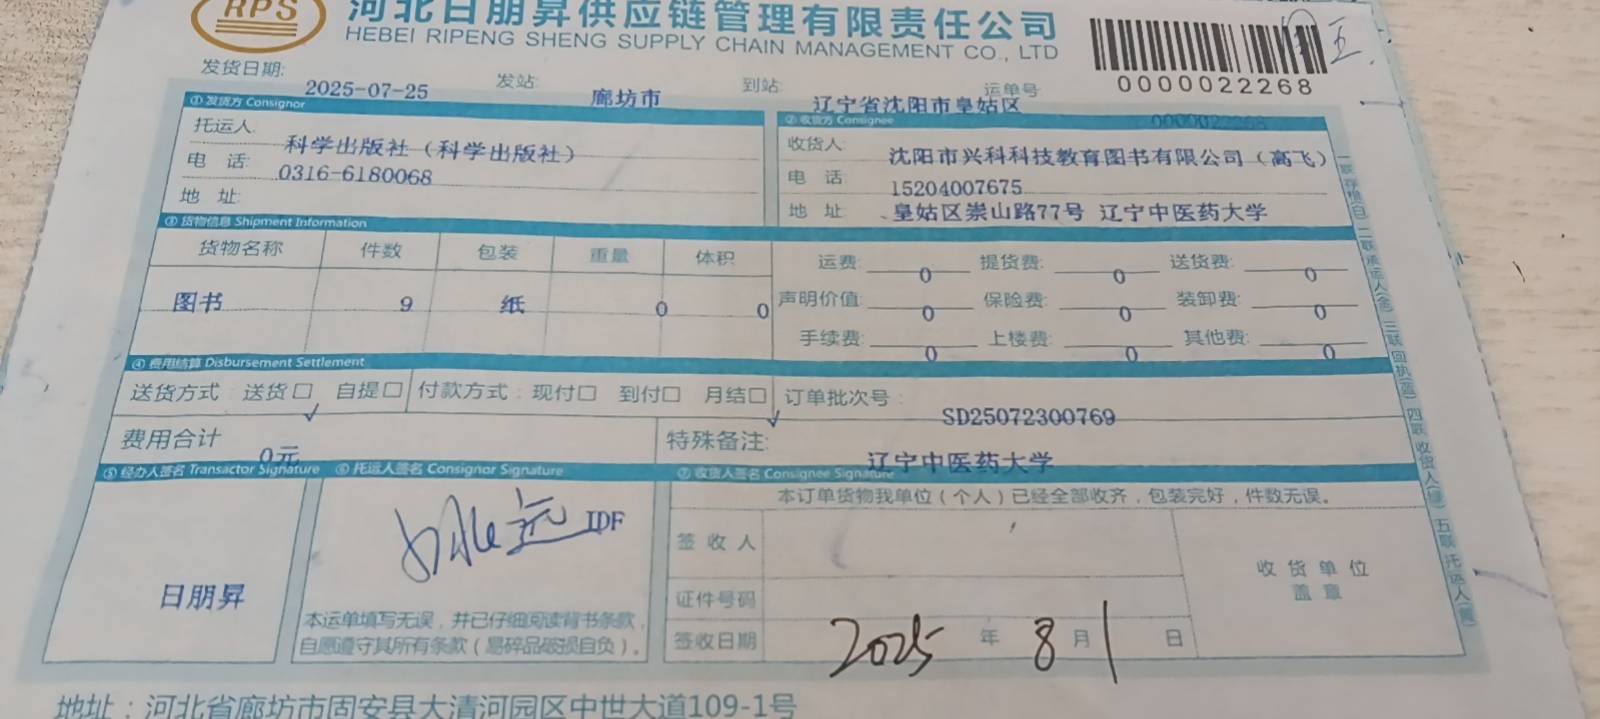 RPS
河北日朋昇供应链管理有限责任公司
HEBEI RIPENG SHENG SUPPLY CHAIN MANAGEMENT CO., LTD
0000022268
五
发货日期: 2025-07-25 发站: 廊坊市 到站: 辽宁省沈阳市皇姑区 运单号
0000022268
①发货方 Consignor
托运人: 科学出版社（科学出版社）
电 话: 0316-6180068
地 址:
②收货方 Consignee
收货人: 沈阳市兴科科技教育图书有限公司（高飞）
电 话: 15204007675
地 址: 、皇姑区崇山路77号 辽宁中医药大学
③货物信息 Shipment Information
货物名称 件数 包装 重量 体积
图书 9 纸 0 0
运费: 0 提货费: 0 送货费: 0
声明价值: 0 保险费: 0 装卸费: 0
手续费: 0 上楼费: 0 其他费: 0
④费用结算 Disbursement Settlement
送货方式：送货□ 自提□ 付款方式：现付□ 到付□ 月结□ 订单批次号: SD25072300769
费用合计 0元 特殊备注: 辽宁中医药大学
⑤经办人签名 Transactor Signature ⑥托运人签名 Consignor Signature ⑦收货人签名 Consignee Signature
日朋昇
IDF
本运单填写无误，并已仔细阅读背书条款，
自愿遵守其所有条款（易碎品破损自负）。
本订单货物我单位（个人）已经全部收齐，包装完好，件数无误。
签 收 人
证件号码
签收日期 2025 年 8 月 1 日
收 货 单 位
盖 章
地址：河北省廊坊市固安县大清河园区中世大道109-1号